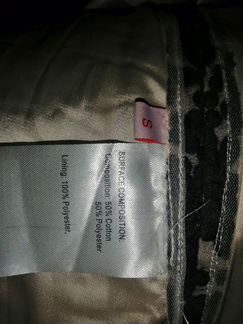 S
SURFACE COMPOSITION:
Composition: 50% Cotton
50% Polyester
Lining: 100% Polyester.